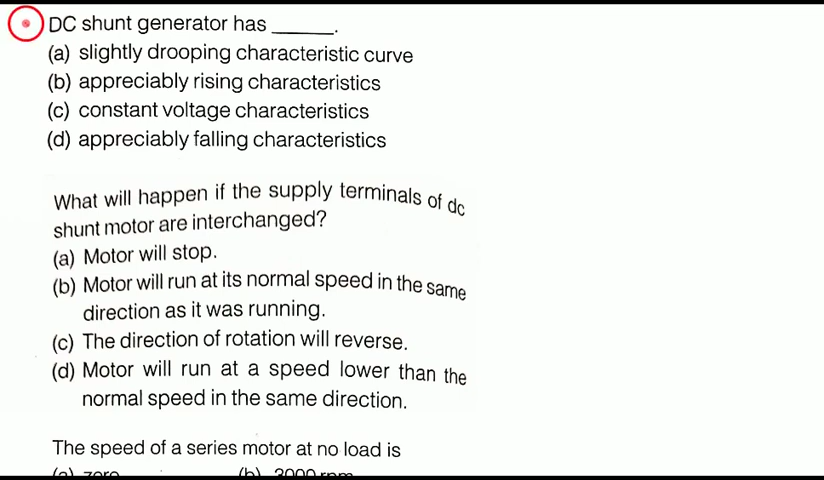 DC shunt generator has ______.
(a) slightly drooping characteristic curve
(b) appreciably rising characteristics
(c) constant voltage characteristics
(d) appreciably falling characteristics
What will happen if the supply terminals of dc
shunt motor are interchanged?
(a) Motor will stop.
(b) Motor will run at its normal speed in the same
direction as it was running.
(c) The direction of rotation will reverse.
(d) Motor will run at a speed lower than the
normal speed in the same direction.
The speed of a series motor at no load is
(a) zero (b) 3000 rpm